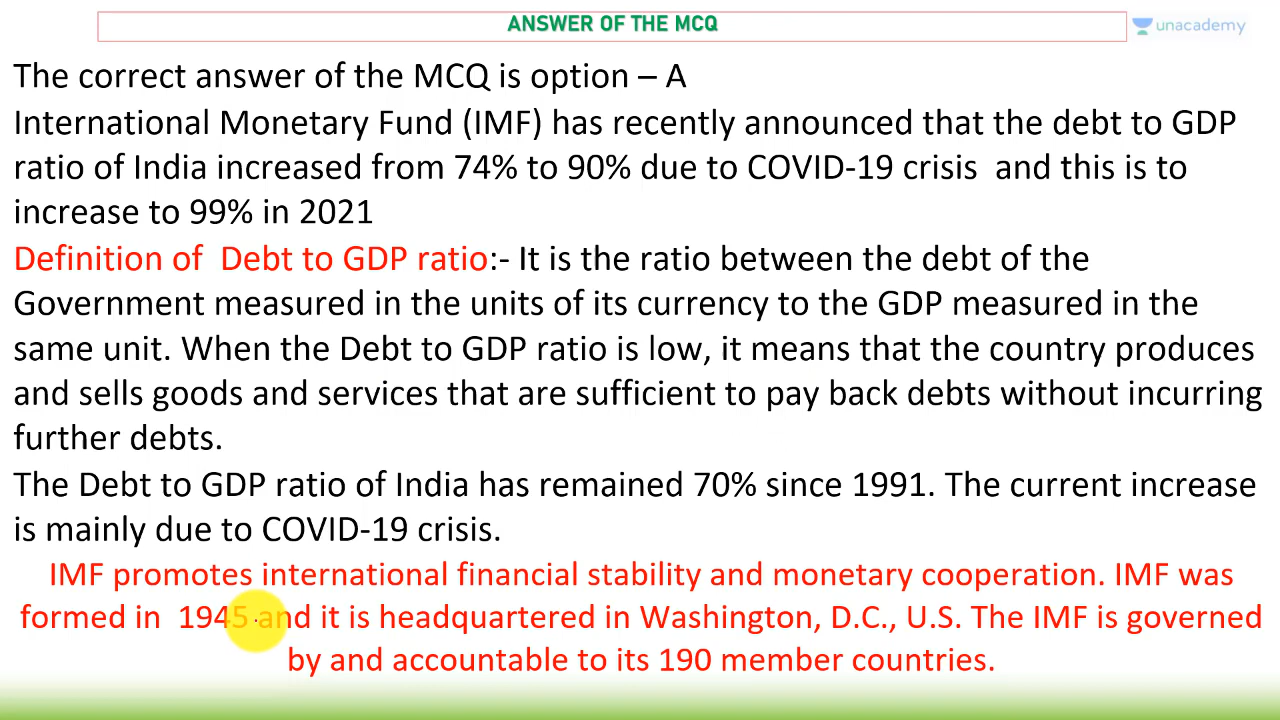 ANSWER OF THE MCQ
unacademy
The correct answer of the MCQ is option – A
International Monetary Fund (IMF) has recently announced that the debt to GDP
ratio of India increased from 74% to 90% due to COVID-19 crisis  and this is to
increase to 99% in 2021
Definition of  Debt to GDP ratio:- It is the ratio between the debt of the
Government measured in the units of its currency to the GDP measured in the
same unit. When the Debt to GDP ratio is low, it means that the country produces
and sells goods and services that are sufficient to pay back debts without incurring
further debts.
The Debt to GDP ratio of India has remained 70% since 1991. The current increase
is mainly due to COVID-19 crisis.
IMF promotes international financial stability and monetary cooperation. IMF was
formed in  1945 and it is headquartered in Washington, D.C., U.S. The IMF is governed
by and accountable to its 190 member countries.